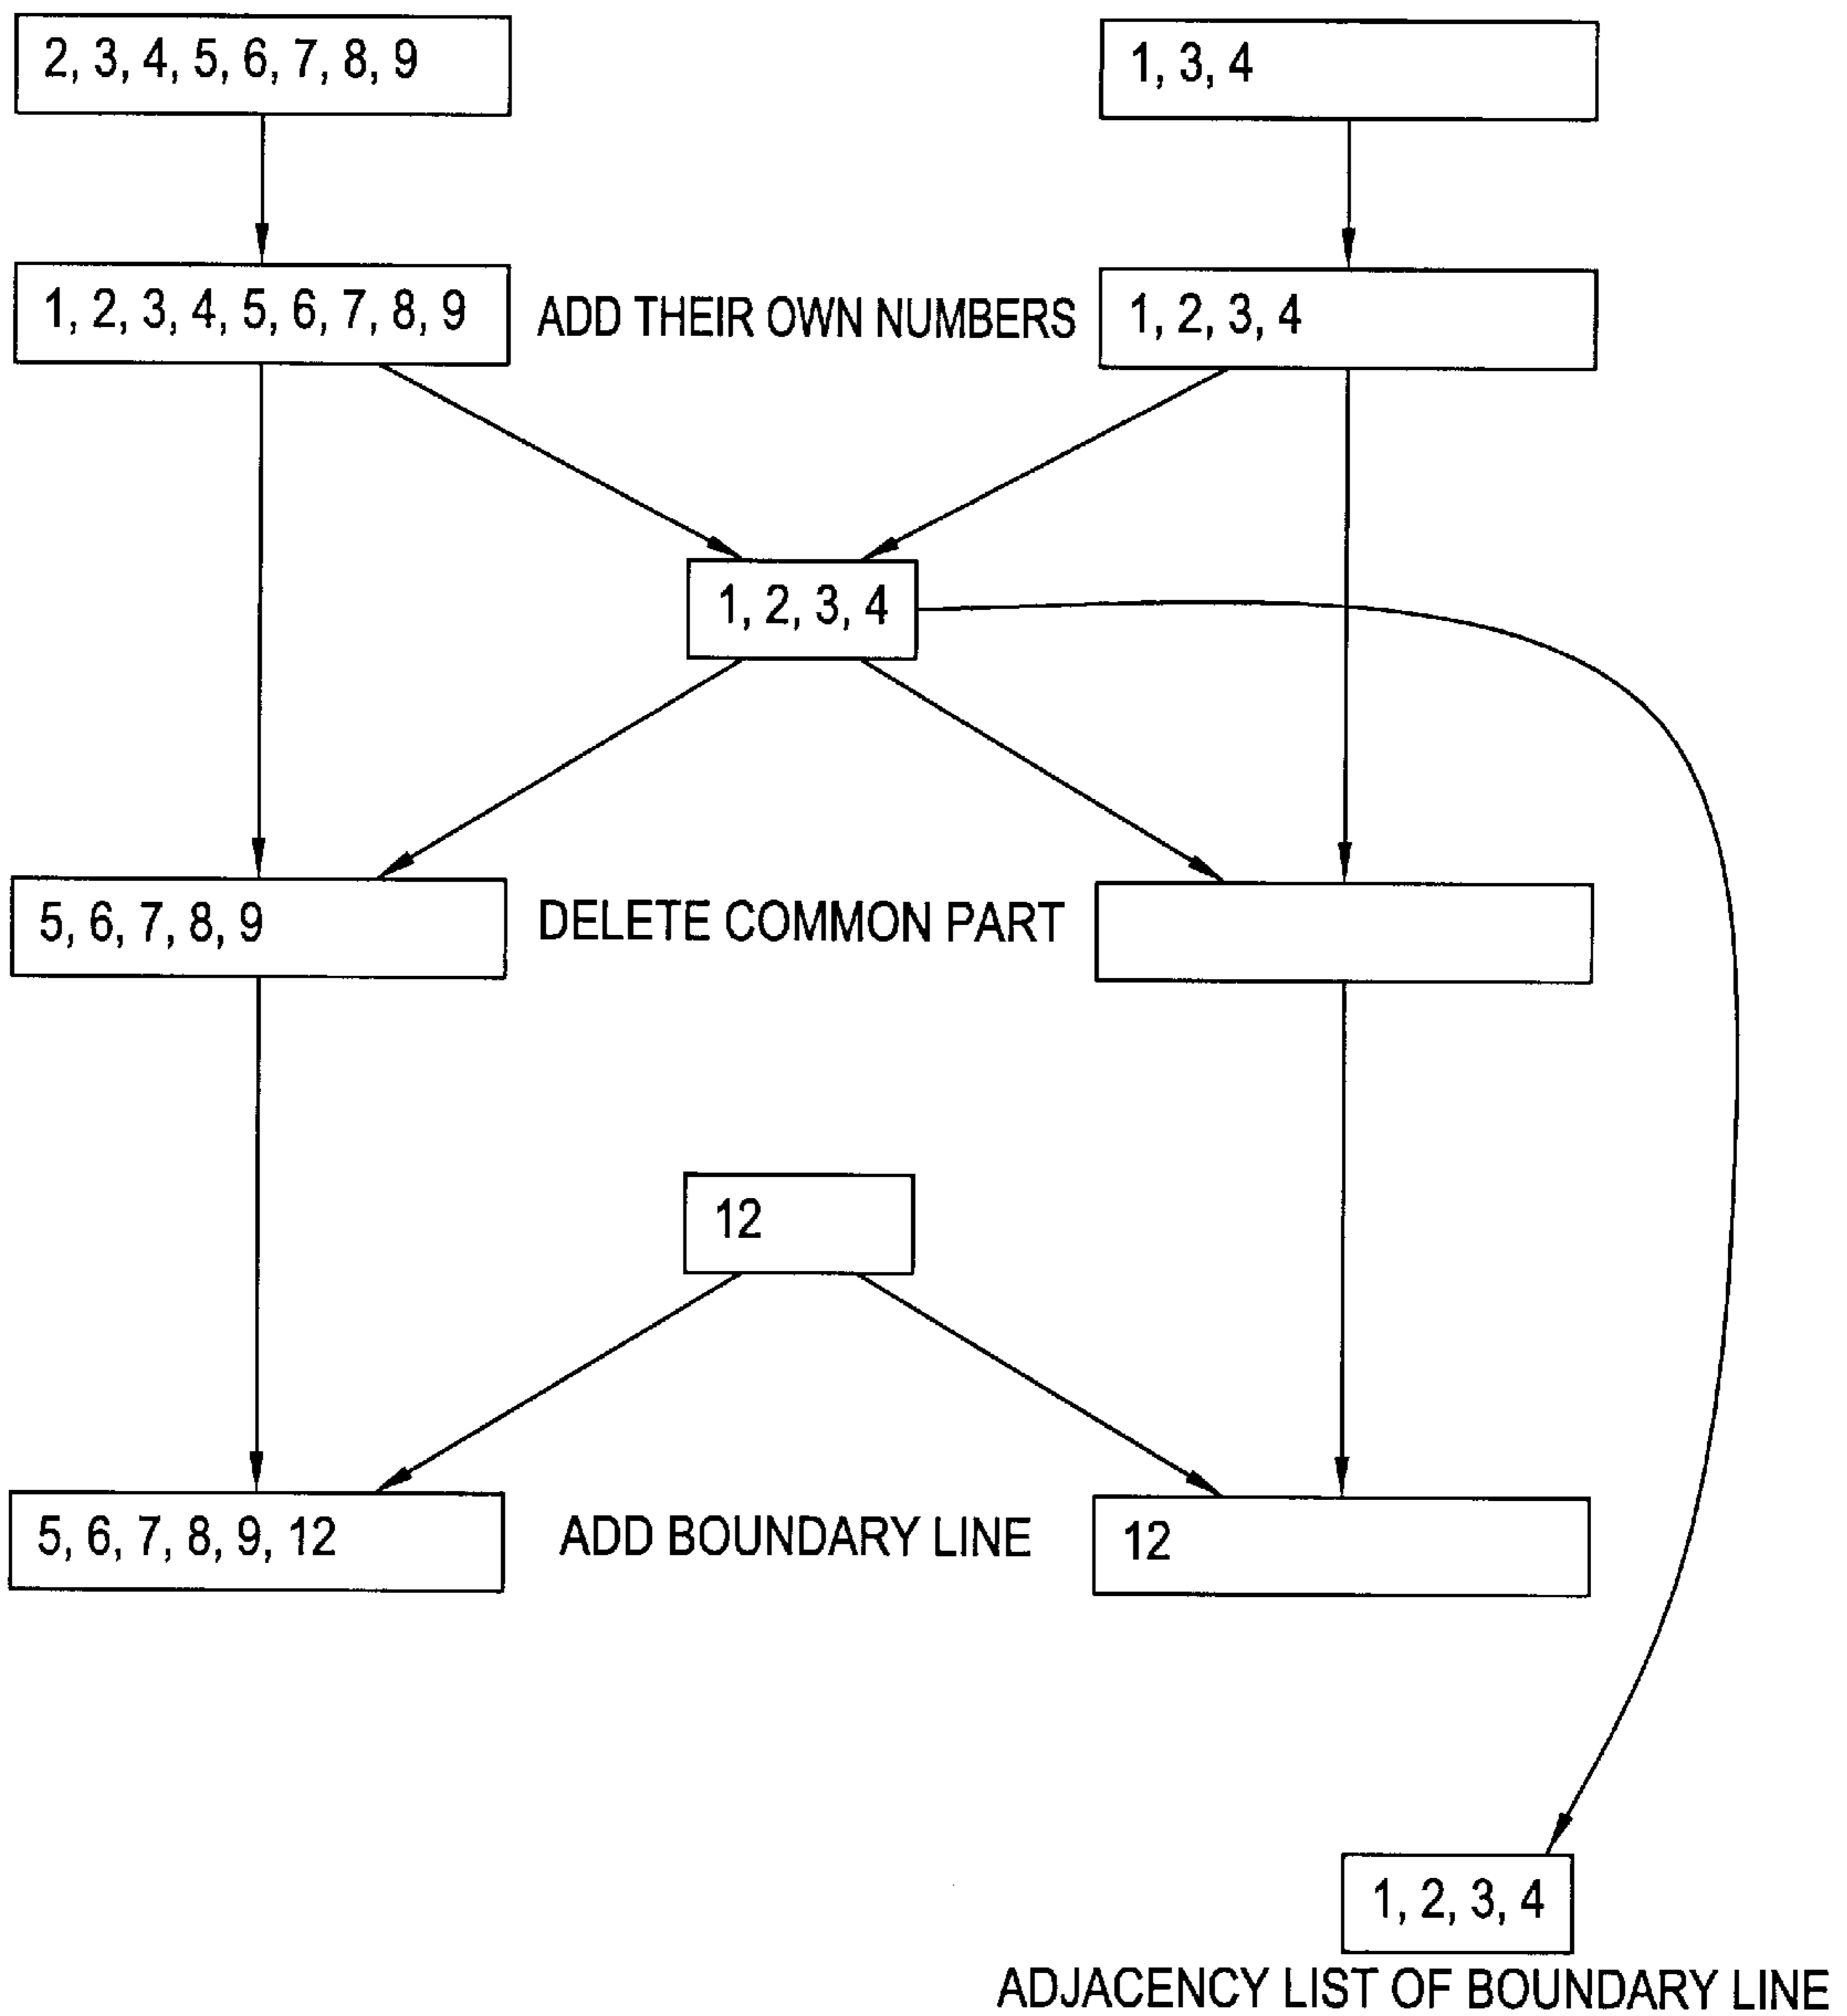 2, 3, 4, 5, 6, 7, 8, 9
1, 3, 4
1, 2, 3, 4, 5, 6, 7, 8, 9
ADD THEIR OWN NUMBERS
1, 2, 3, 4
1, 2, 3, 4
5, 6, 7, 8, 9
DELETE COMMON PART
12
5, 6, 7, 8, 9, 12
ADD BOUNDARY LINE
12
1, 2, 3, 4
ADJACENCY LIST OF BOUNDARY LINE